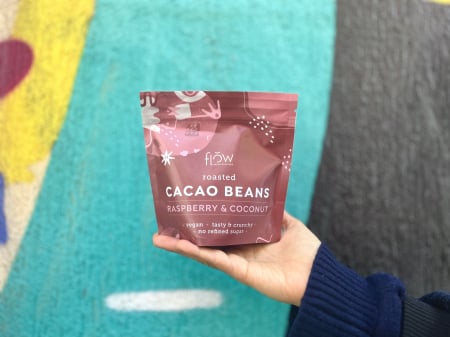 flow
roasted
CACAO BEANS
RASPBERRY & COCONUT
• vegan • tasty & crunchy
• no refined sugar